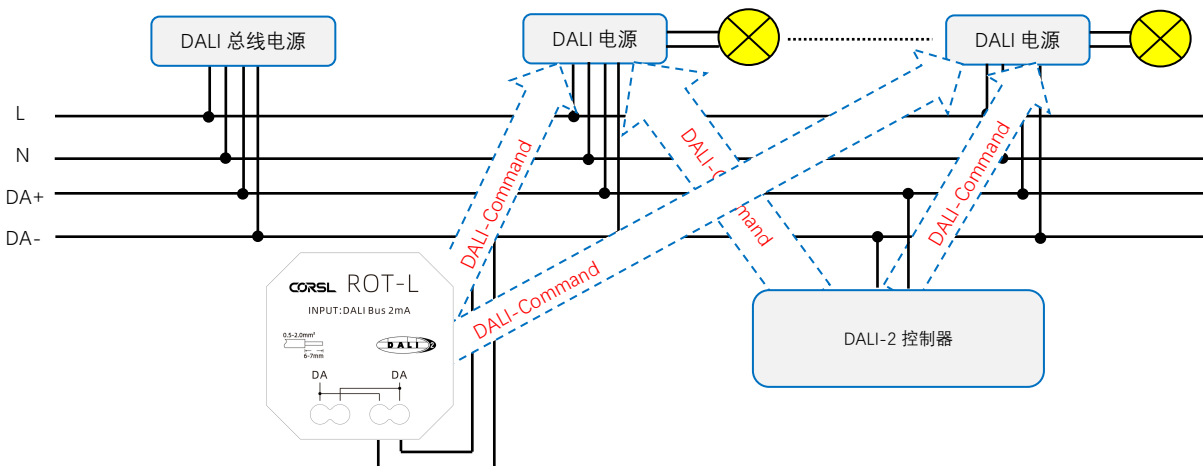 DALI 总线电源
DALI 电源
DALI 电源
L
N
DA+
DA-
DALI-Command
DALI-Command
DALI-Command
CORSL ROT-L
INPUT:DALI Bus 2mA
0.5-2.0mm²
6-7mm
DALI 2
DA DA
DALI-Command
DALI-2 控制器